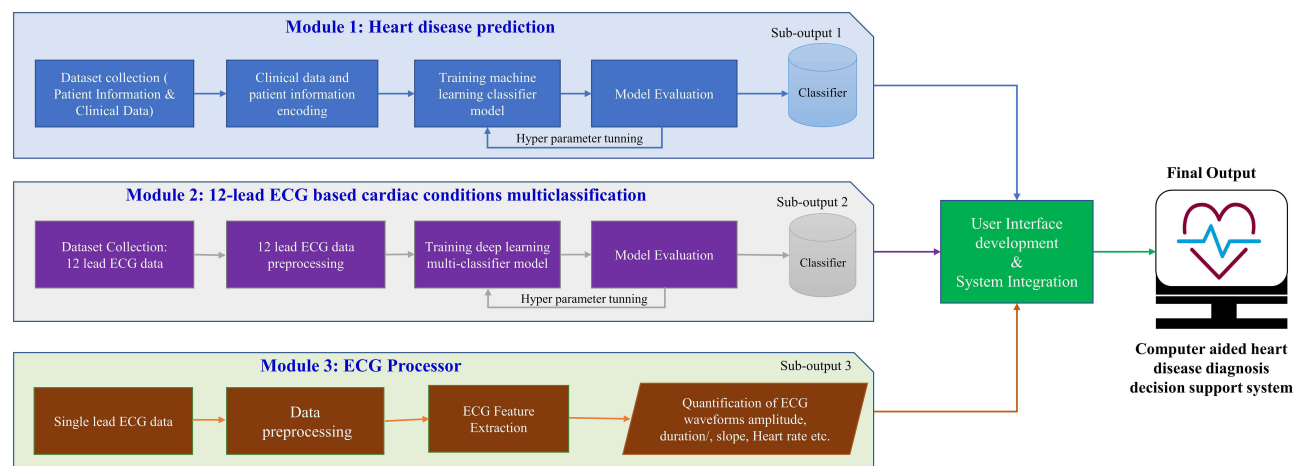 Module 1: Heart disease prediction
Sub-output 1
Dataset collection (
Patient Information &
Clinical Data)
Clinical data and
patient information
encoding
Training machine
learning classifier
model
Model Evaluation
Classifier
Hyper parameter tunning
Module 2: 12-lead ECG based cardiac conditions multiclassification
Sub-output 2
Dataset Collection:
12 lead ECG data
12 lead ECG data
preprocessing
Training deep learning
multi-classifier model
Model Evaluation
Classifier
Hyper parameter tunning
Module 3: ECG Processor
Sub-output 3
Single lead ECG data
Data
preprocessing
ECG Feature
Extraction
Quantification of ECG
waveforms amplitude,
duration/, slope, Heart rate etc.
User Interface
development
&
System Integration
Final Output
Computer aided heart
disease diagnosis
decision support system